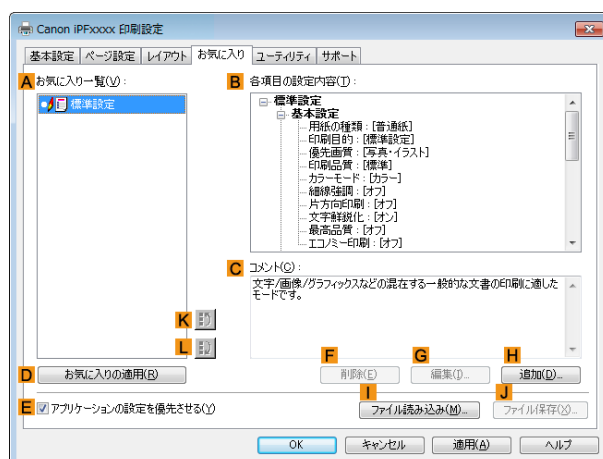 Canon iPFxxxx 印刷設定
基本設定 ページ設定 レイアウト お気に入り ユーティリティ サポート
A お気に入り一覧(V):
標準設定
B 各項目の設定内容(T):
標準設定
基本設定
用紙の種類:[普通紙]
印刷目的:[標準設定]
優先画質:[写真・イラスト]
印刷品質:[標準]
カラーモード:[カラー]
細線強調:[オフ]
片方向印刷:[オフ]
文字鮮鋭化:[オン]
最高品質:[オフ]
エコノミー印刷:[オフ]
C コメント(C):
文字/画像/グラフィックスなどの混在する一般的な文書の印刷に適した
モードです。
K
L
F G H
D お気に入りの適用(R) 削除(E) 編集(I)... 追加(D)...
I J
E アプリケーションの設定を優先させる(Y) ファイル読み込み(M)... ファイル保存(X)...
OK キャンセル 適用(A) ヘルプ